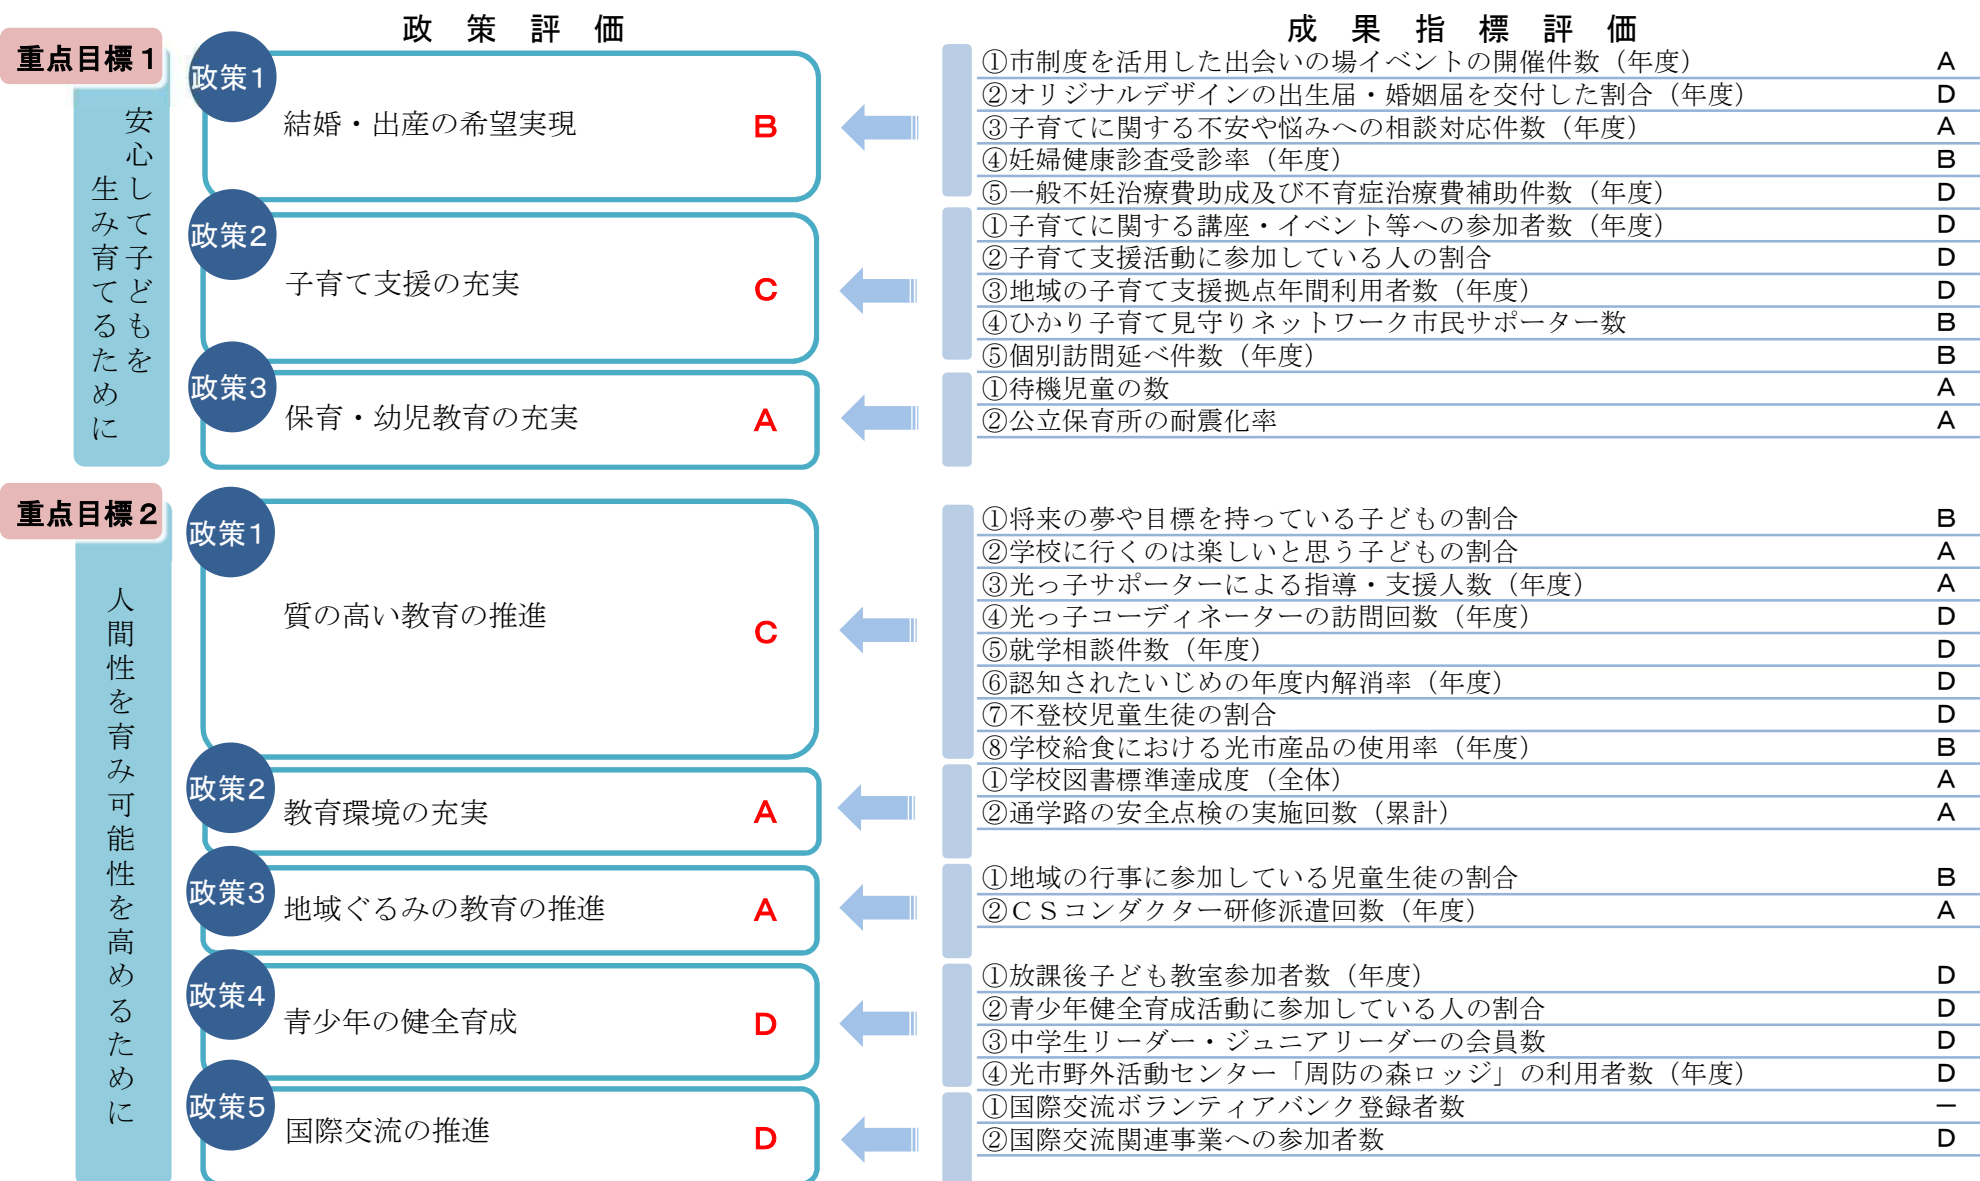 政策評価
成果指標評価
重点目標1
安心して子どもを
生み育てるために
政策1
結婚・出産の希望実現
B
①市制度を活用した出会いの場イベントの開催件数（年度） A
②オリジナルデザインの出生届・婚姻届を交付した割合（年度） D
③子育てに関する不安や悩みへの相談対応件数（年度） A
④妊婦健康診査受診率（年度） B
⑤一般不妊治療費助成及び不育症治療費補助件数（年度） D
政策2
子育て支援の充実
C
①子育てに関する講座・イベント等への参加者数（年度） D
②子育て支援活動に参加している人の割合 D
③地域の子育て支援拠点年間利用者数（年度） D
④ひかり子育て見守りネットワーク市民サポーター数 B
⑤個別訪問延べ件数（年度） B
政策3
保育・幼児教育の充実
A
①待機児童の数 A
②公立保育所の耐震化率 A
重点目標2
人間性を育み可能性を高めるために
政策1
質の高い教育の推進
C
①将来の夢や目標を持っている子どもの割合 B
②学校に行くのは楽しいと思う子どもの割合 A
③光っ子サポーターによる指導・支援人数（年度） A
④光っ子コーディネーターの訪問回数（年度） D
⑤就学相談件数（年度） D
⑥認知されたいじめの年度内解消率（年度） D
⑦不登校児童生徒の割合 D
⑧学校給食における光市産品の使用率（年度） B
政策2
教育環境の充実
A
①学校図書標準達成度（全体） A
②通学路の安全点検の実施回数（累計） A
政策3
地域ぐるみの教育の推進
A
①地域の行事に参加している児童生徒の割合 B
②ＣＳコンダクター研修派遣回数（年度） A
政策4
青少年の健全育成
D
①放課後子ども教室参加者数（年度） D
②青少年健全育成活動に参加している人の割合 D
③中学生リーダー・ジュニアリーダーの会員数 D
④光市野外活動センター「周防の森ロッジ」の利用者数（年度） D
政策5
国際交流の推進
D
①国際交流ボランティアバンク登録者数 －
②国際交流関連事業への参加者数 D